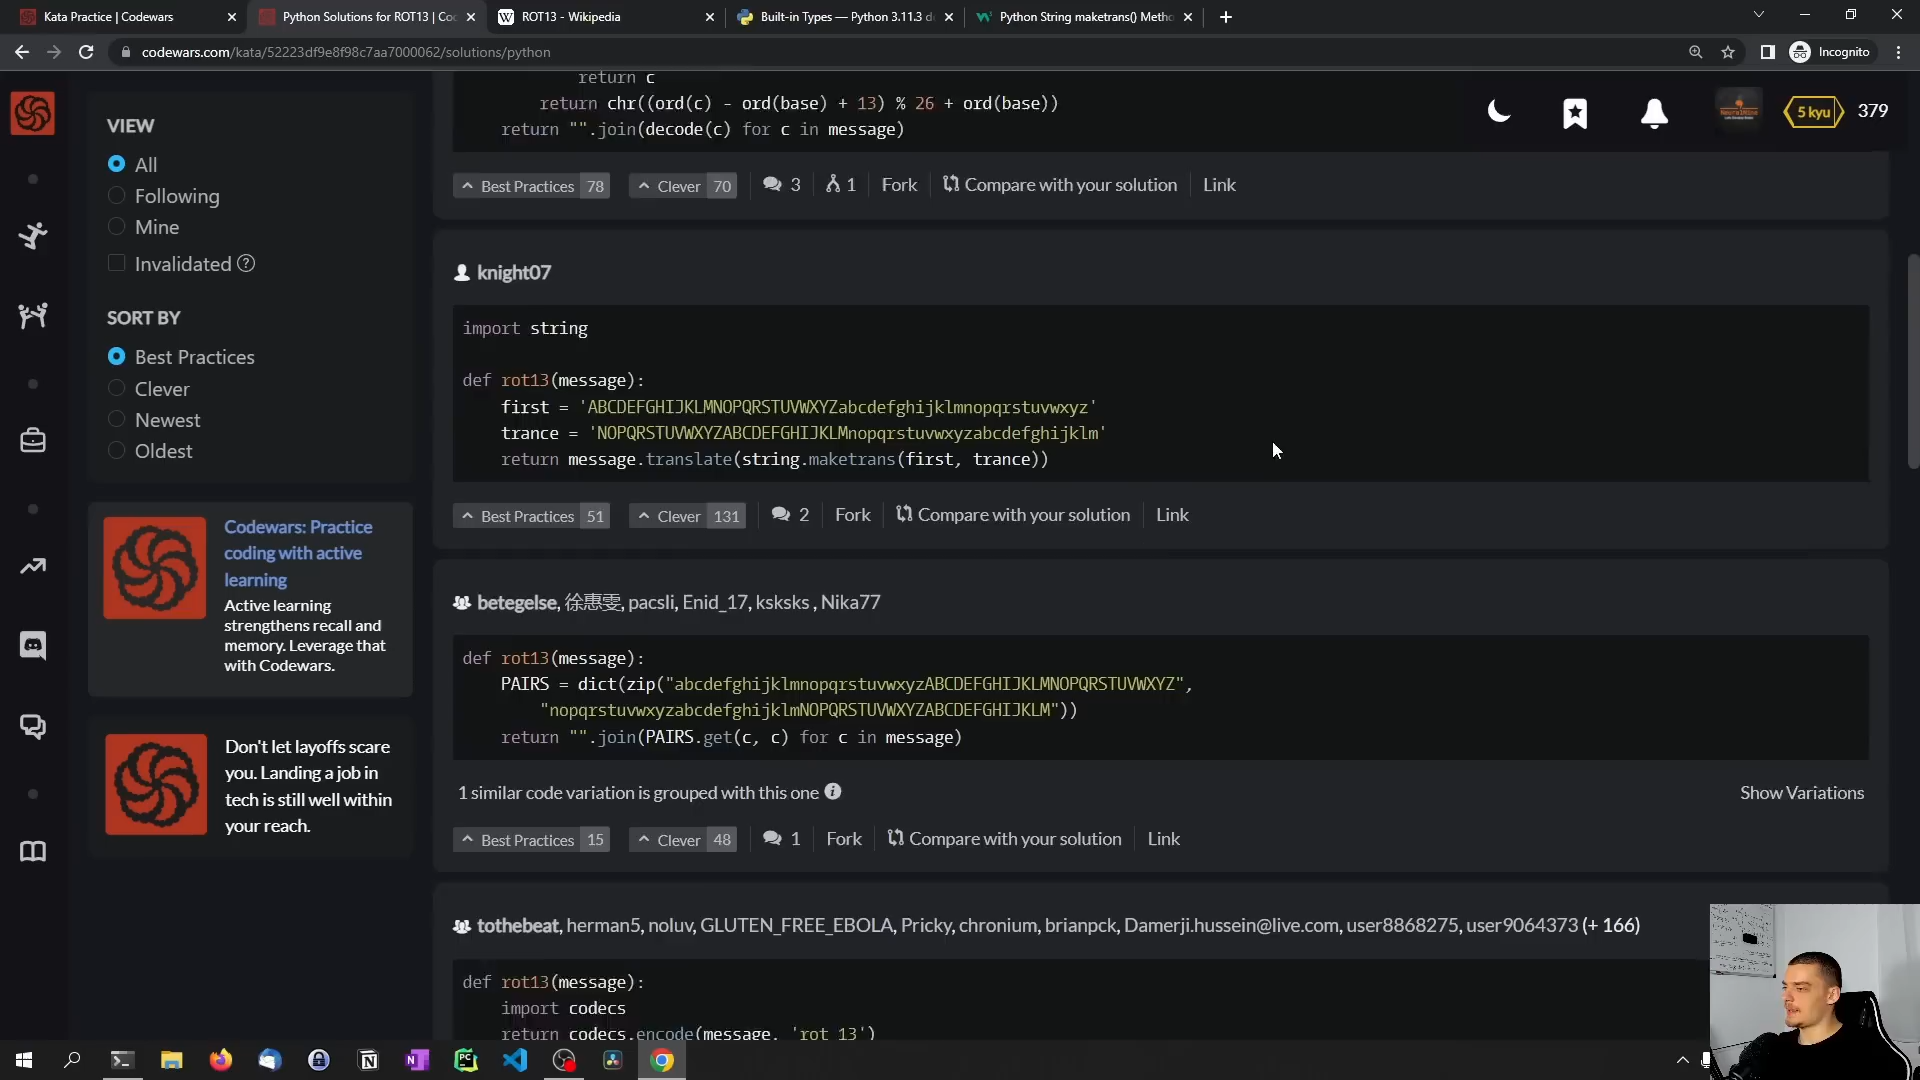 Kata Practice | Codewars
Python Solutions for ROT13 | Co
ROT13 - Wikipedia
Built-in Types — Python 3.11.3 d
Python String maketrans() Metho
codewars.com/kata/52223df9e8f98c7aa7000062/solutions/python
Incognito
return c
return chr((ord(c) - ord(base) + 13) % 26 + ord(base))
return "".join(decode(c) for c in message)
5 kyu
379
VIEW
All
Following
Mine
Invalidated
SORT BY
Best Practices
Clever
Newest
Oldest
Codewars: Practice
coding with active
learning
Active learning
strengthens recall and
memory. Leverage that
with Codewars.
Don't let layoffs scare
you. Landing a job in
tech is still well within
your reach.
Best Practices 78 Clever 70 3 1 Fork Compare with your solution Link
knight07
import string
def rot13(message):
first = 'ABCDEFGHIJKLMNOPQRSTUVWXYZabcdefghijklmnopqrstuvwxyz'
trance = 'NOPQRSTUVWXYZABCDEFGHIJKLMnopqrstuvwxyzabcdefghijklm'
return message.translate(string.maketrans(first, trance))
Best Practices 51 Clever 131 2 Fork Compare with your solution Link
betegelse, 徐惠雯, pacsli, Enid_17, ksksks , Nika77
def rot13(message):
PAIRS = dict(zip("abcdefghijklmnopqrstuvwxyzABCDEFGHIJKLMNOPQRSTUVWXYZ",
"nopqrstuvwxyzabcdefghijklmNOPQRSTUVWXYZABCDEFGHIJKLM"))
return "".join(PAIRS.get(c, c) for c in message)
1 similar code variation is grouped with this one
Show Variations
Best Practices 15 Clever 48 1 Fork Compare with your solution Link
tothebeat, herman5, noluv, GLUTEN_FREE_EBOLA, Pricky, chronium, brianpck, Damerji.hussein@live.com, user8868275, user9064373 (+ 166)
def rot13(message):
import codecs
return codecs.encode(message, 'rot_13')